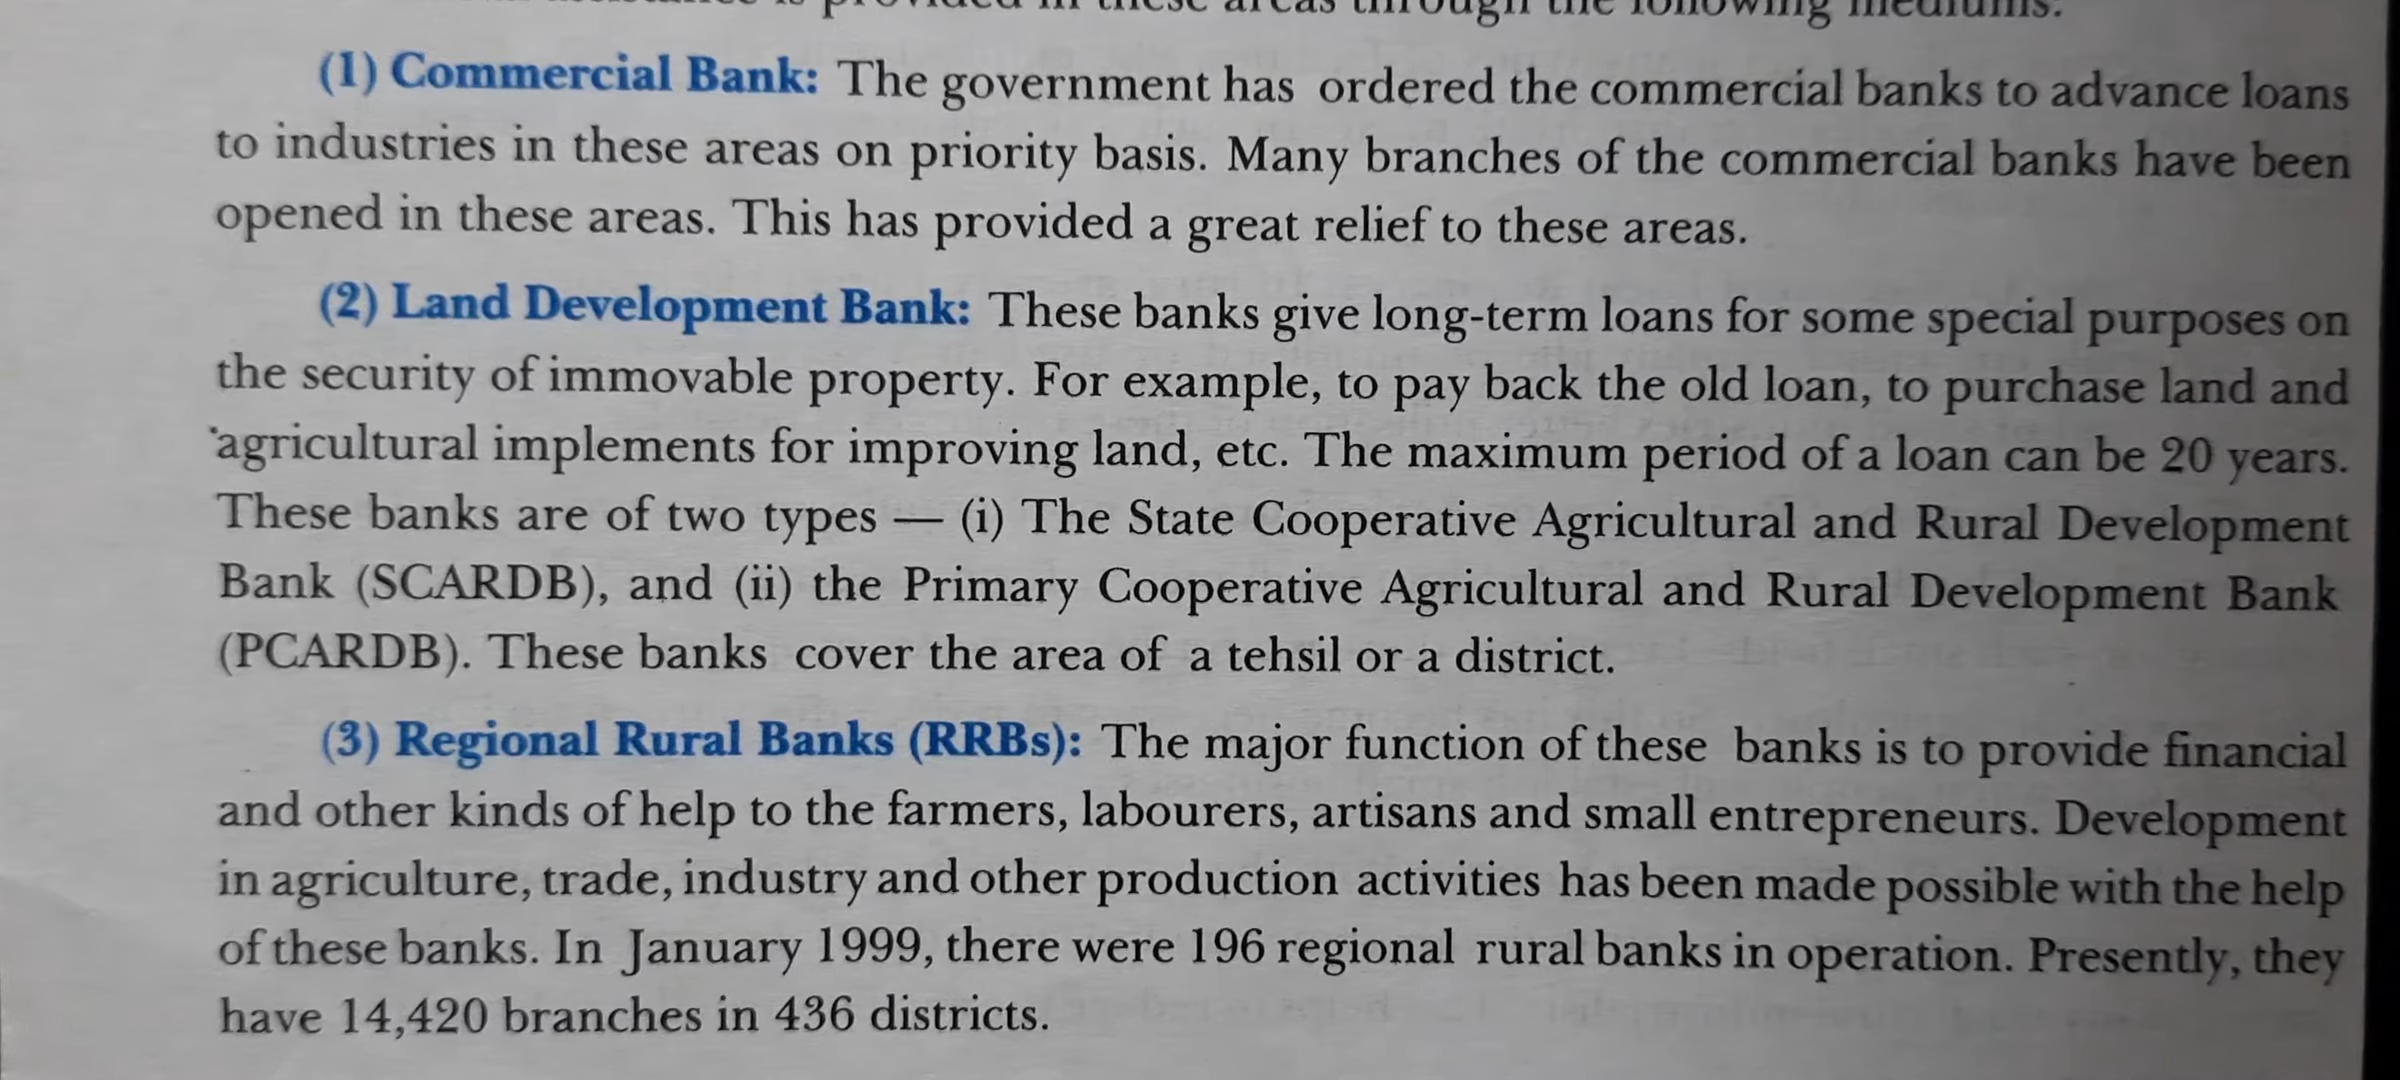 is provided in these areas through the following mediums:
(1) Commercial Bank: The government has ordered the commercial banks to advance loans
to industries in these areas on priority basis. Many branches of the commercial banks have been
opened in these areas. This has provided a great relief to these areas.
(2) Land Development Bank: These banks give long-term loans for some special purposes on
the security of immovable property. For example, to pay back the old loan, to purchase land and
agricultural implements for improving land, etc. The maximum period of a loan can be 20 years.
These banks are of two types — (i) The State Cooperative Agricultural and Rural Development
Bank (SCARDB), and (ii) the Primary Cooperative Agricultural and Rural Development Bank
(PCARDB). These banks cover the area of a tehsil or a district.
(3) Regional Rural Banks (RRBs): The major function of these banks is to provide financial
and other kinds of help to the farmers, labourers, artisans and small entrepreneurs. Development
in agriculture, trade, industry and other production activities has been made possible with the help
of these banks. In January 1999, there were 196 regional rural banks in operation. Presently, they
have 14,420 branches in 436 districts.